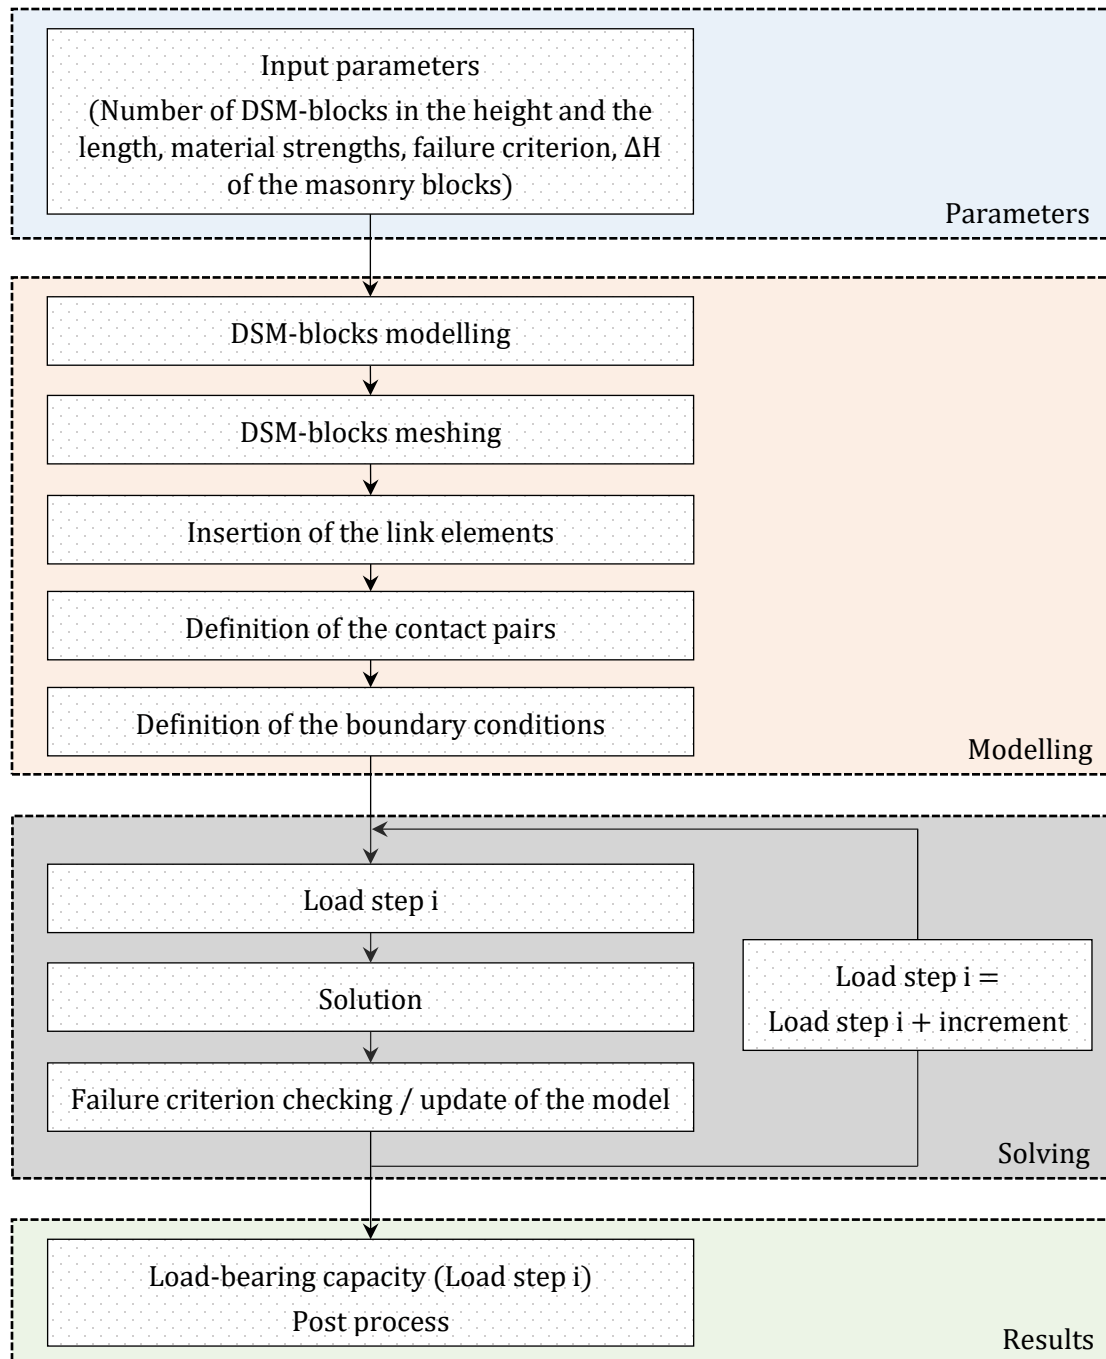 Input parameters
(Number of DSM-blocks in the height and the
length, material strengths, failure criterion, ΔH
of the masonry blocks)
Parameters
DSM-blocks modelling
DSM-blocks meshing
Insertion of the link elements
Definition of the contact pairs
Definition of the boundary conditions
Modelling
Load step i
Solution
Failure criterion checking / update of the model
Load step i =
Load step i + increment
Solving
Load-bearing capacity (Load step i)
Post process
Results